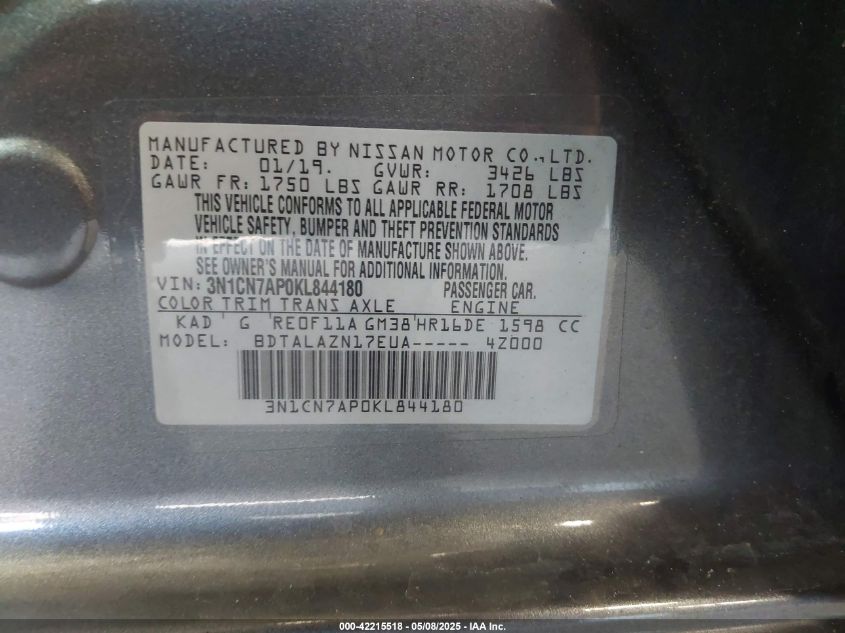 MANUFACTURED BY NISSAN MOTOR CO.,LTD.
DATE: 01/19. GVWR: 3426 LBS
GAWR FR: 1750 LBS GAWR RR: 1708 LBS
THIS VEHICLE CONFORMS TO ALL APPLICABLE FEDERAL MOTOR
VEHICLE SAFETY, BUMPER AND THEFT PREVENTION STANDARDS
IN EFFECT ON THE DATE OF MANUFACTURE SHOWN ABOVE.
SEE OWNER'S MANUAL FOR ADDITIONAL INFORMATION.
VIN: 3N1CN7AP0KL844180 PASSENGER CAR.
COLOR TRIM TRANS AXLE ENGINE
KAD G RE0F11A GM38 HR16DE 1598 CC
MODEL: BDTALAZN17EUA----- 4Z000
3N1CN7AP0KL844180
000-42215518 - 05/08/2025 - IAA Inc.